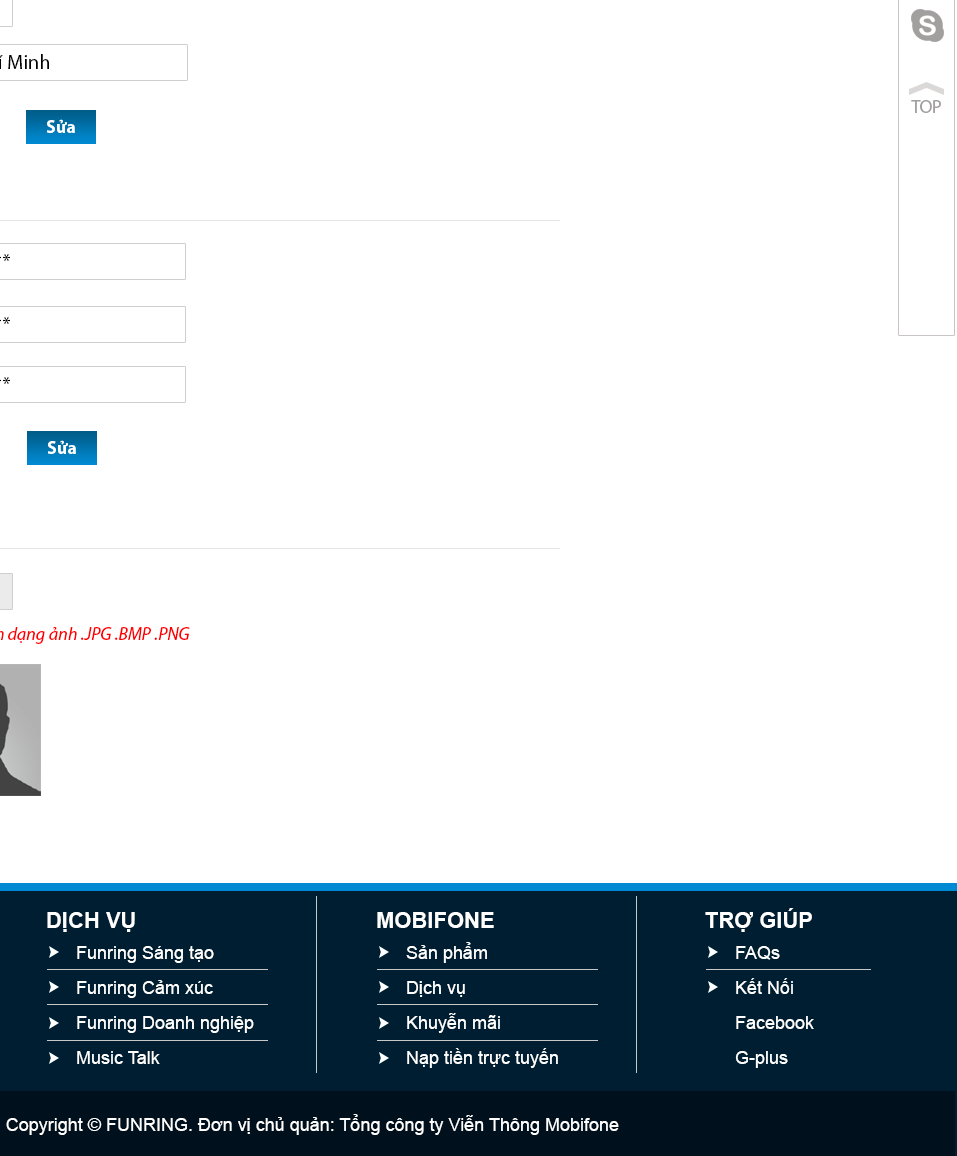 S
í Minh
TOP
Sửa
**
**
**
Sửa
dạng ảnh .JPG .BMP .PNG
DỊCH VỤ
Funring Sáng tạo
Funring Cảm xúc
Funring Doanh nghiệp
Music Talk
MOBIFONE
Sản phẩm
Dịch vụ
Khuyễn mãi
Nạp tiền trực tuyến
TRỢ GIÚP
FAQs
Kết Nối
Facebook
G-plus
Copyright © FUNRING. Đơn vị chủ quản: Tổng công ty Viễn Thông Mobifone